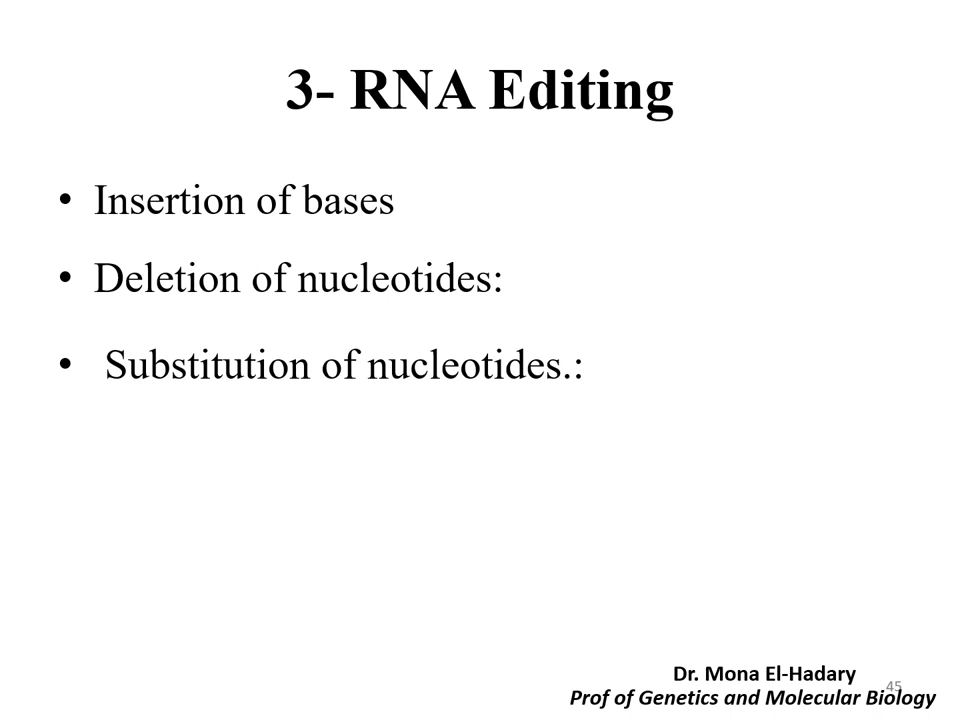 3- RNA Editing
• Insertion of bases
• Deletion of nucleotides:
• Substitution of nucleotides.:
Dr. Mona El-Hadary
45
Prof of Genetics and Molecular Biology